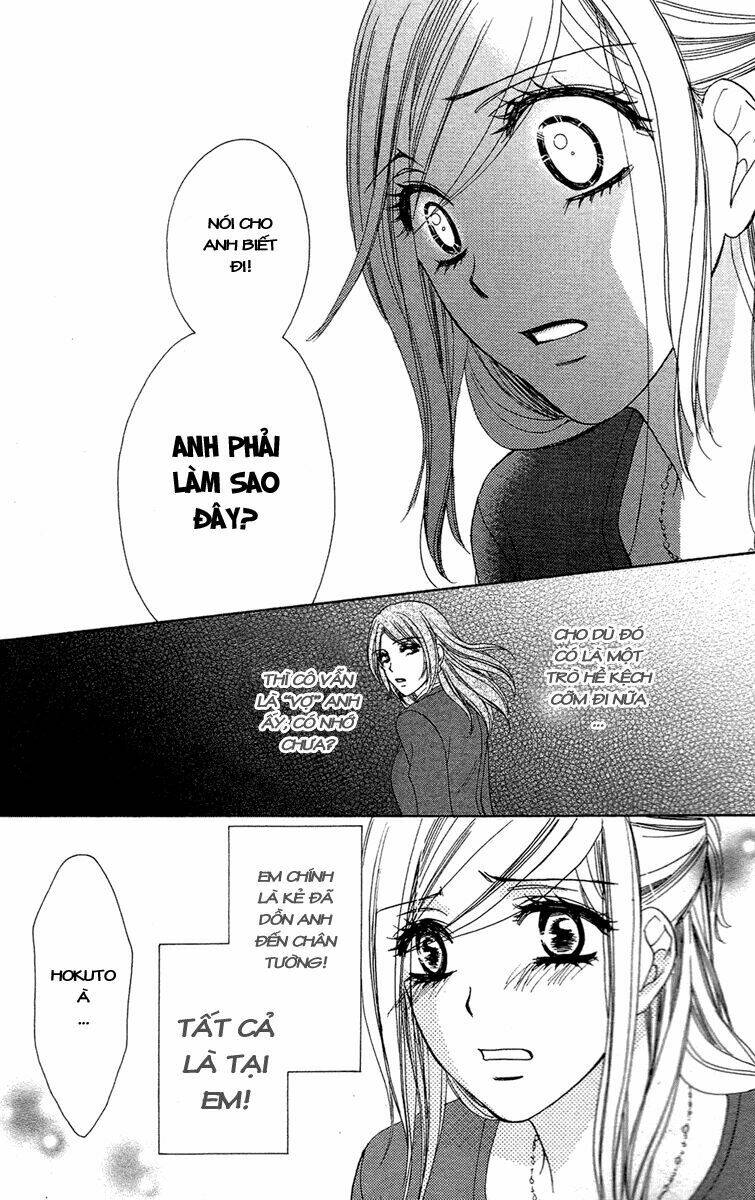 NÓI CHO
ANH BIẾT
ĐI!
ANH PHẢI
LÀM SAO
ĐÂY?
CHO DÙ ĐÓ
CÓ LÀ MỘT
TRÒ HỀ KỆCH
CỠM ĐI NỮA
...
THÌ CÔ VẪN
LÀ "VỢ" ANH
ẤY, CÓ NHỚ
CHƯA?
EM CHÍNH
LÀ KẺ ĐÃ
DỒN ANH
ĐẾN CHÂN
TƯỜNG!
TẤT CẢ
LÀ TẠI
EM!
HOKUTO
À
...